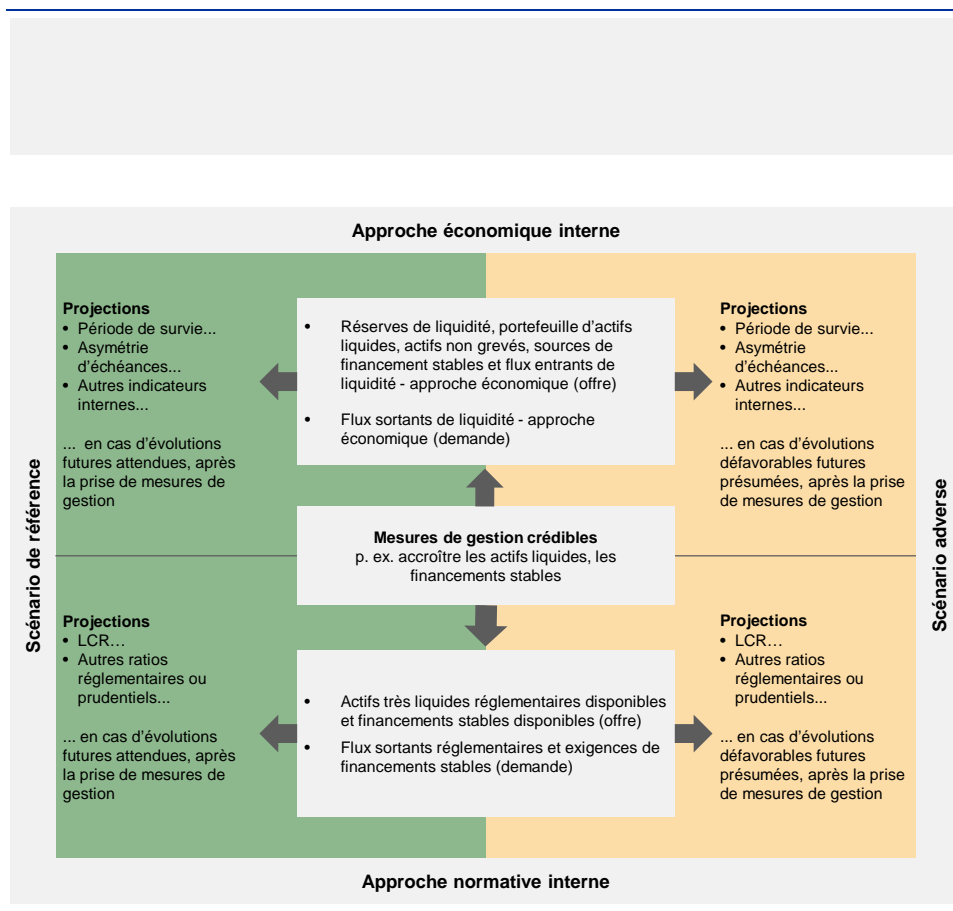 Approche économique interne
Projections
• Période de survie...
• Asymétrie
d'échéances...
• Autres indicateurs
internes...
... en cas d'évolutions
futures attendues, après
la prise de mesures de
gestion
• Réserves de liquidité, portefeuille d'actifs
liquides, actifs non grevés, sources de
financement stables et flux entrants de
liquidité - approche économique (offre)
• Flux sortants de liquidité - approche
économique (demande)
Projections
• Période de survie...
• Asymétrie
d'échéances...
• Autres indicateurs
internes...
... en cas d'évolutions
défavorables futures
présumées, après la prise
de mesures de gestion
Scénario de référence
Mesures de gestion crédibles
p. ex. accroître les actifs liquides, les
financements stables
Scénario adverse
Projections
• LCR…
• Autres ratios
réglementaires ou
prudentiels...
... en cas d'évolutions
futures attendues, après
la prise de mesures de
gestion
• Actifs très liquides réglementaires disponibles
et financements stables disponibles (offre)
• Flux sortants réglementaires et exigences de
financements stables (demande)
Projections
• LCR…
• Autres ratios
réglementaires ou
prudentiels...
... en cas d'évolutions
défavorables futures
présumées, après la prise
de mesures de gestion
Approche normative interne